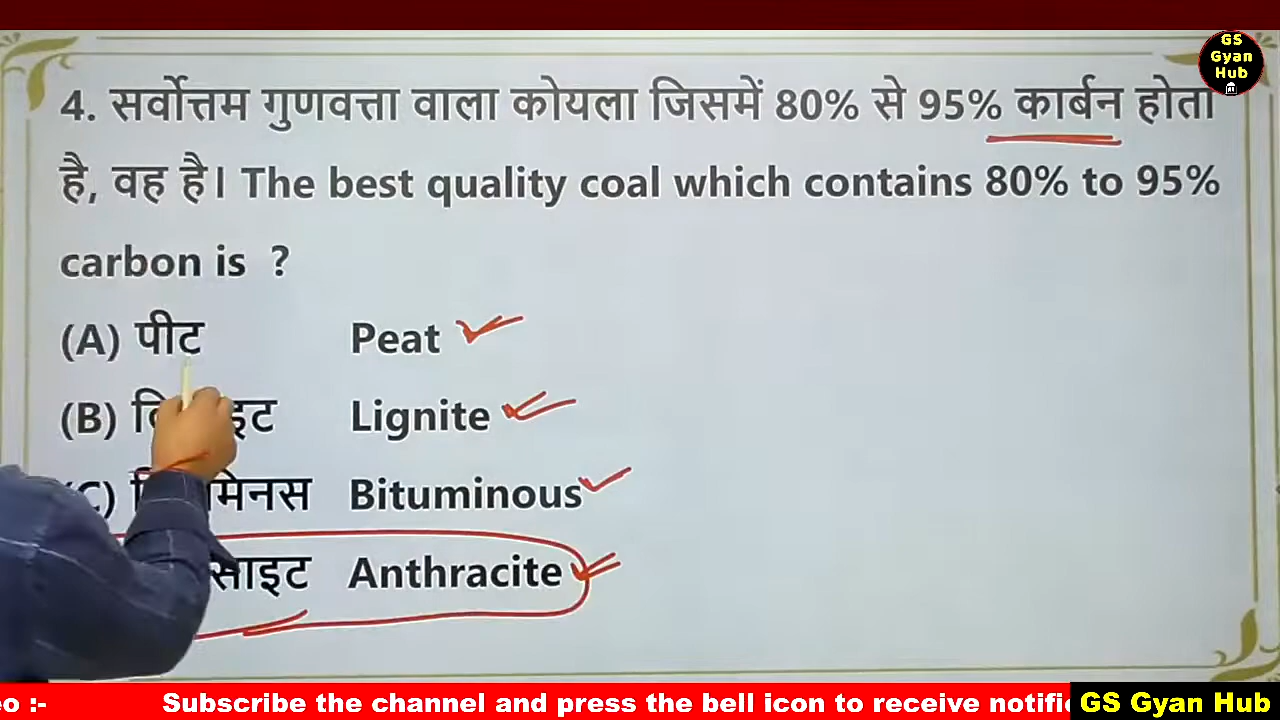 GS
Gyan
Hub
4. सर्वोत्तम गुणवत्ता वाला कोयला जिसमें 80% से 95% कार्बन होता
है, वह है। The best quality coal which contains 80% to 95%
carbon is ?
(A) पीट Peat
(B) Lignite
Bituminous
Anthracite
eo :- Subscribe the channel and press the bell icon to receive notifi
GS Gyan Hub